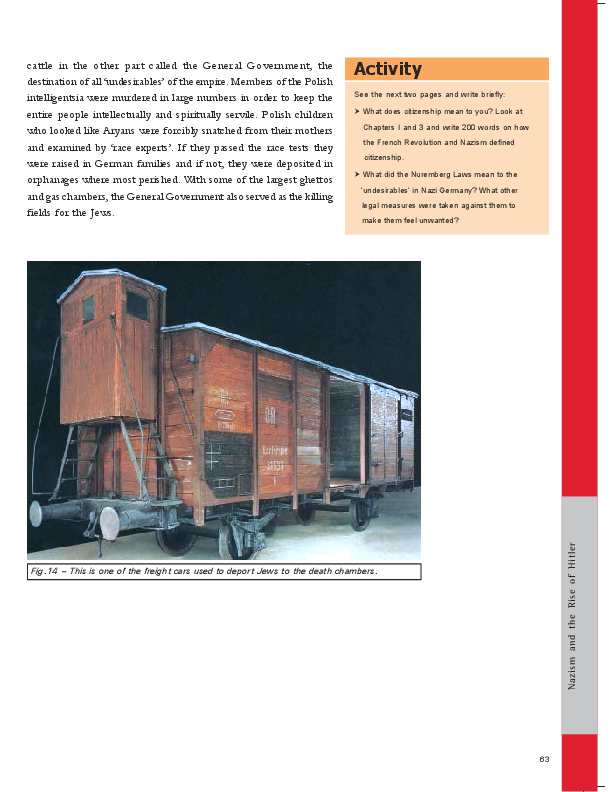 cattle in the other part called the General Government, the
destination of all ‘undesirables’ of the empire. Members of the Polish
intelligentsia were murdered in large numbers in order to keep the
entire people intellectually and spiritually servile. Polish children
who looked like Aryans were forcibly snatched from their mothers
and examined by ‘race experts’. If they passed the race tests they
were raised in German families and if not, they were deposited in
orphanages where most perished. With some of the largest ghettos
and gas chambers, the General Government also served as the killing
fields for the Jews.
Activity
See the next two pages and write briefly:
➤ What does citizenship mean to you? Look at
Chapters I and 3 and write 200 words on how
the French Revolution and Nazism defined
citizenship.
➤ What did the Nuremberg Laws mean to the
‘undesirables’ in Nazi Germany? What other
legal measures were taken against them to
make them feel unwanted?
Karlsruhe
Fig.14 – This is one of the freight cars used to deport Jews to the death chambers.
Nazism and the Rise of Hitler
63